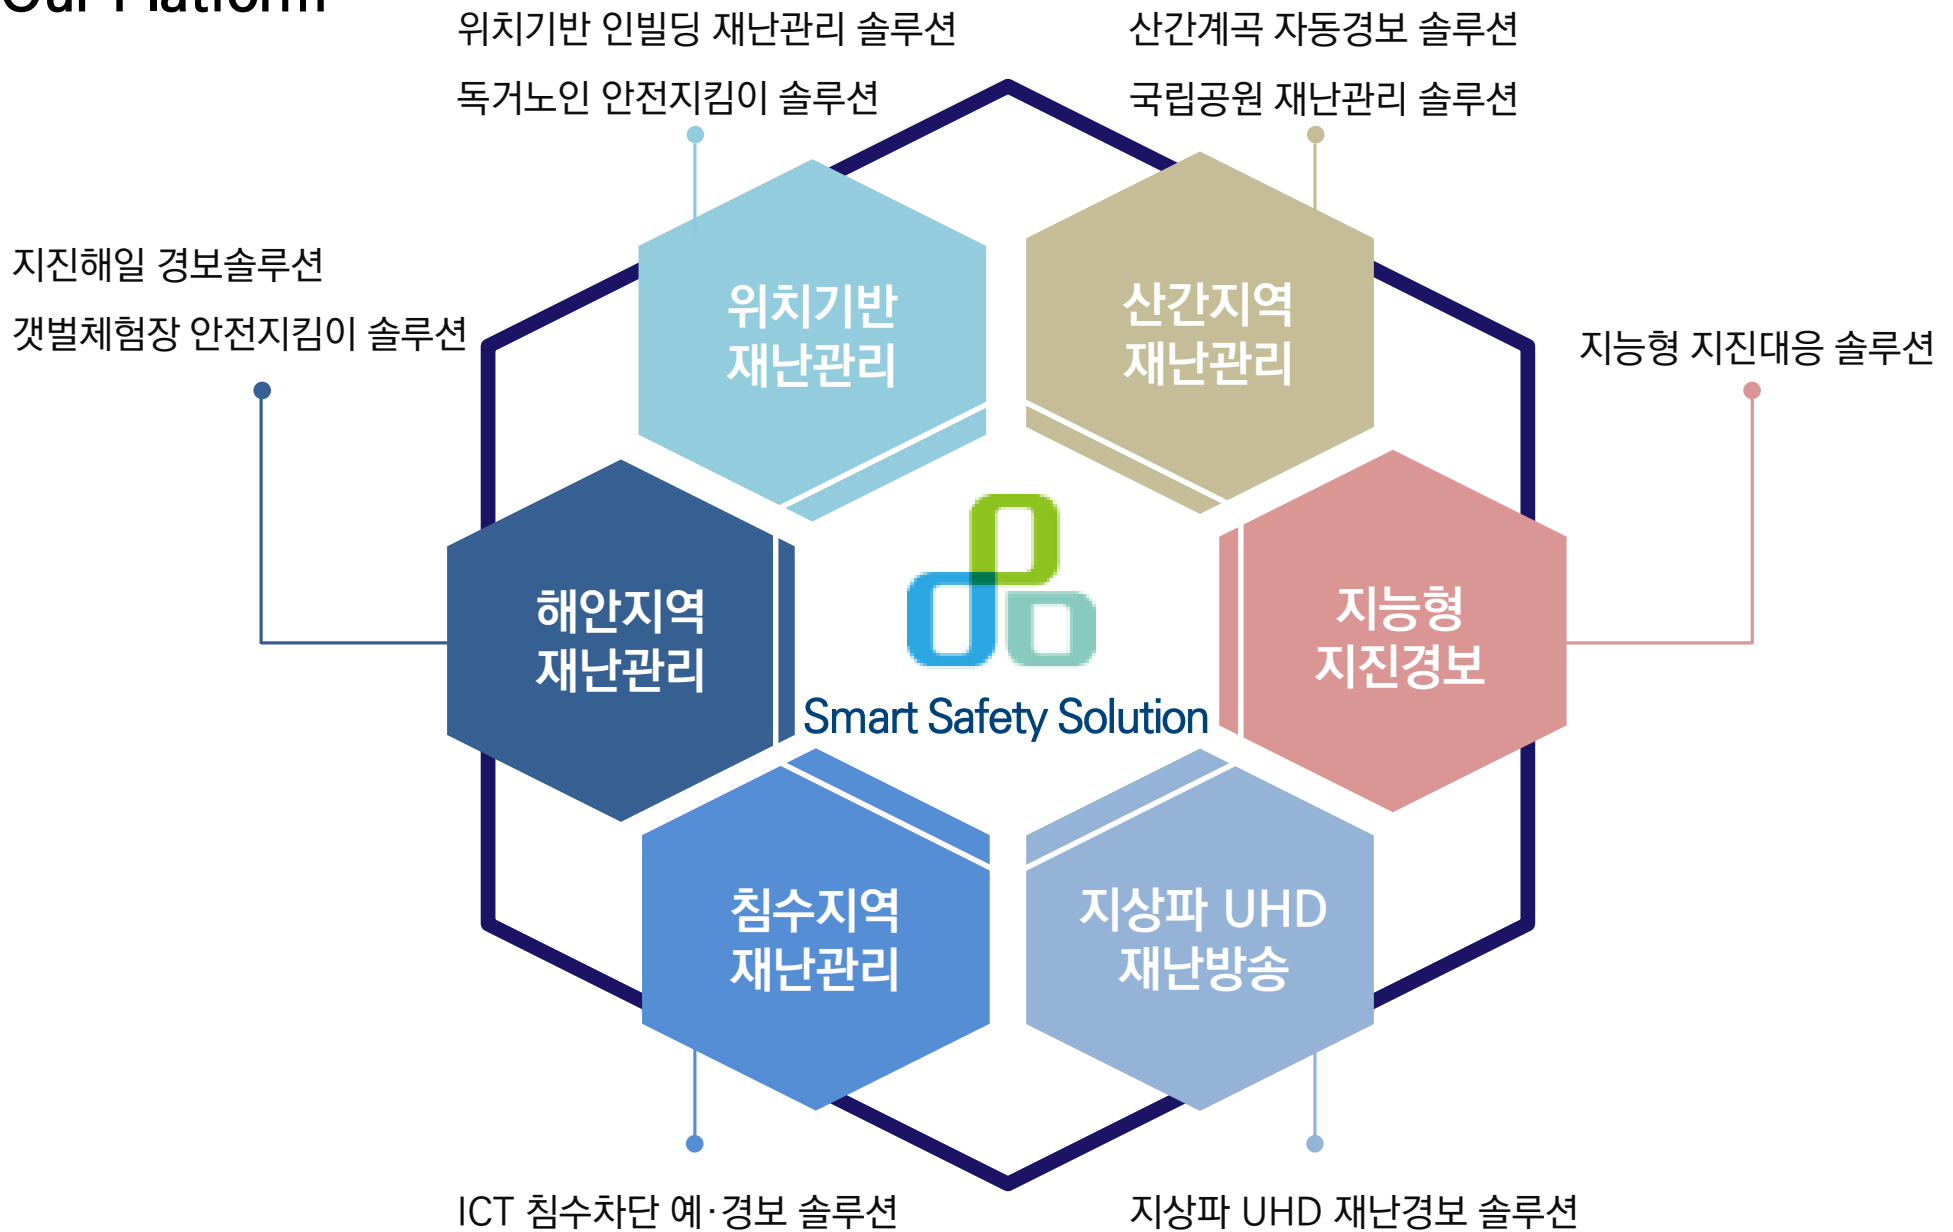 Our Platform
위치기반 인빌딩 재난관리 솔루션
독거노인 안전지킴이 솔루션
산간계곡 자동경보 솔루션
국립공원 재난관리 솔루션
지진해일 경보솔루션
갯벌체험장 안전지킴이 솔루션
지능형 지진대응 솔루션
위치기반
재난관리
산간지역
재난관리
해안지역
재난관리
지능형
지진경보
Smart Safety Solution
침수지역
재난관리
지상파 UHD
재난방송
ICT 침수차단 예·경보 솔루션
지상파 UHD 재난경보 솔루션